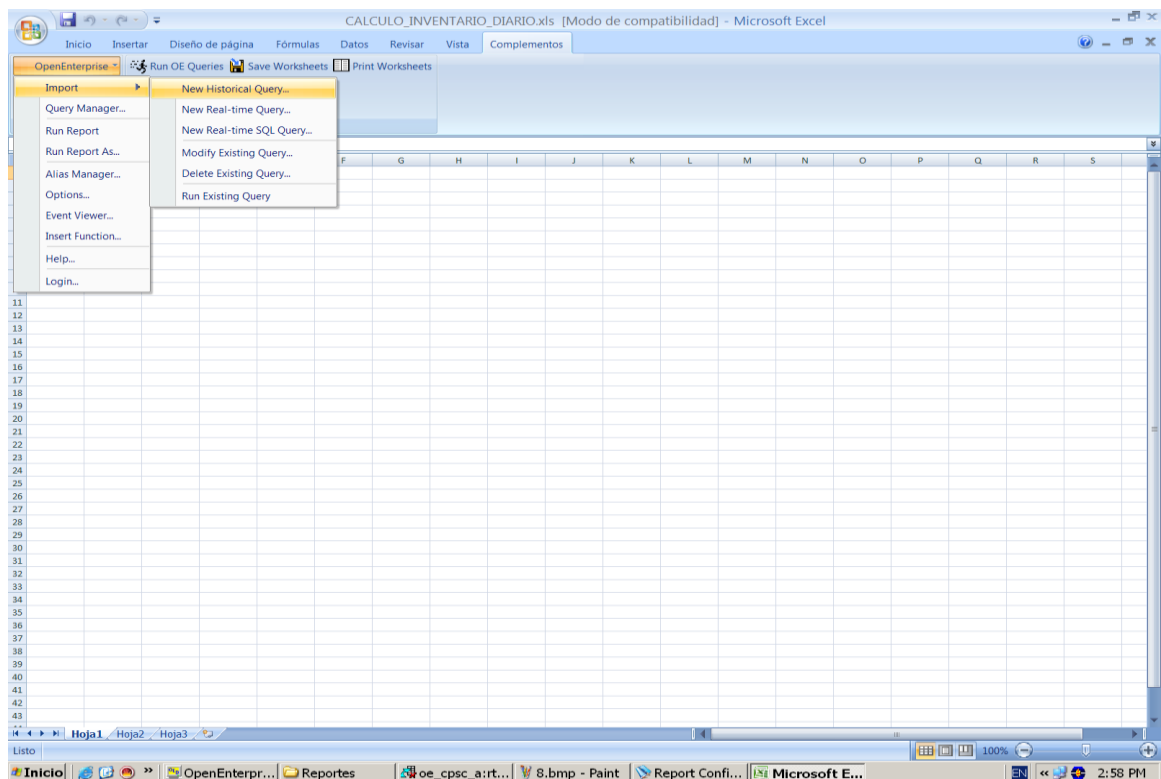 CALCULO_INVENTARIO_DIARIO.xls [Modo de compatibilidad] - Microsoft Excel
Inicio Insertar Diseño de página Fórmulas Datos Revisar Vista Complementos
OpenEnterprise Run OE Queries Save Worksheets Print Worksheets
Import
Query Manager...
Run Report
Run Report As...
Alias Manager...
Options...
Event Viewer...
Insert Function...
Help...
Login...
New Historical Query...
New Real-time Query...
New Real-time SQL Query...
Modify Existing Query...
Delete Existing Query...
Run Existing Query
F G H I J K L M N O P Q R S
11
12
13
14
15
16
17
18
19
20
21
22
23
24
25
26
27
28
29
30
31
32
33
34
35
36
37
38
39
40
41
42
43
Hoja1 Hoja2 Hoja3
Listo 100%
Inicio » OpenEnterpr... Reportes oe_cpsc_a:rt... 8.bmp - Paint Report Confi... Microsoft E... EN « 2:58 PM